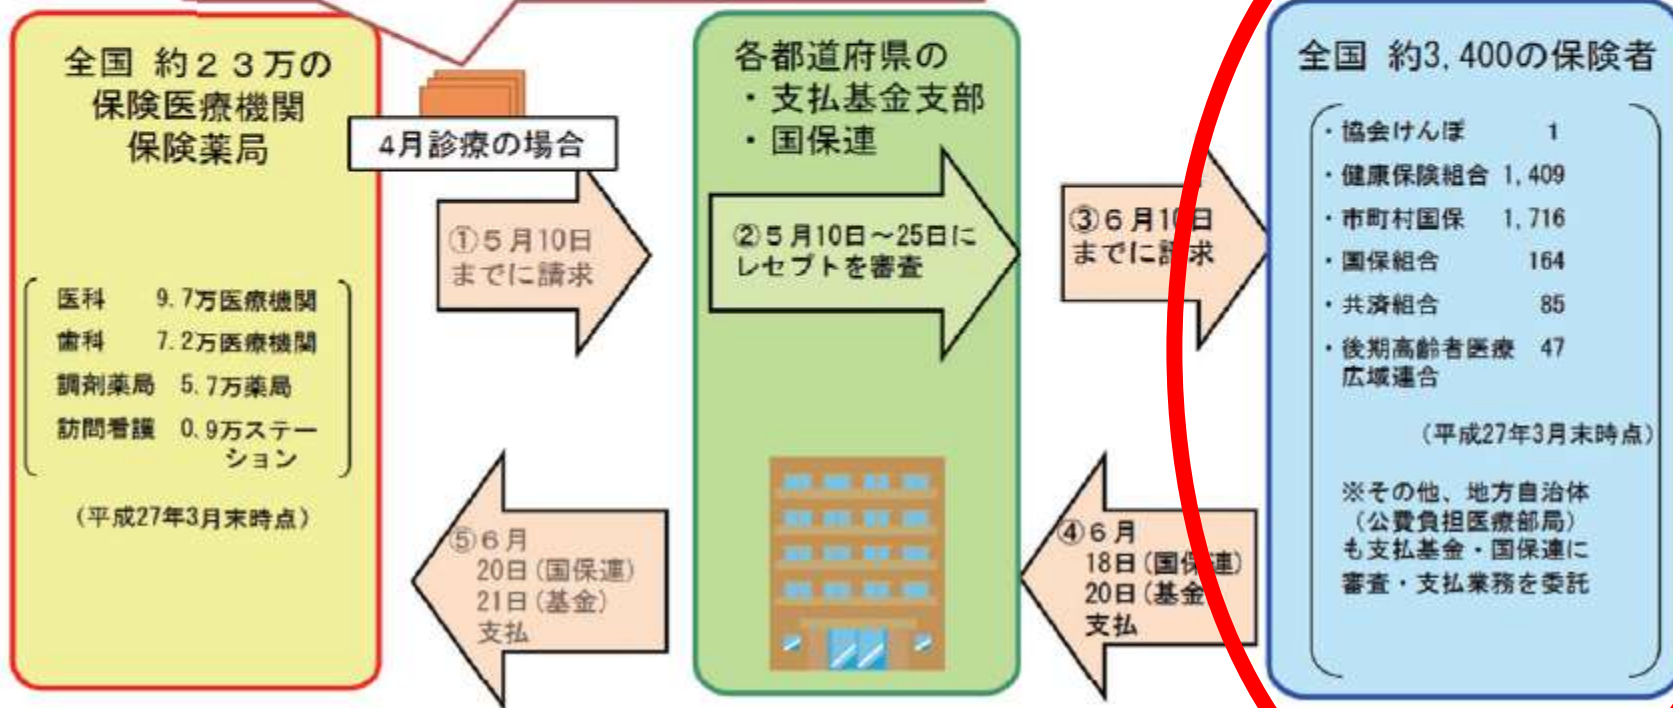 全国 約２３万の
保険医療機関
保険薬局
医科 9.7万医療機関
歯科 7.2万医療機関
調剤薬局 5.7万薬局
訪問看護 0.9万ステー
ション
(平成27年3月末時点)
4月診療の場合
①５月10日
までに請求
各都道府県の
・支払基金支部
・国保連
②５月10日～25日に
レセプトを審査
③６月10日
までに請求
④６月
18日(国保連)
20日(基金)
支払
⑤６月
20日(国保連)
21日(基金)
支払
全国 約3,400の保険者
・協会けんぽ 1
・健康保険組合 1,409
・市町村国保 1,716
・国保組合 164
・共済組合 85
・後期高齢者医療 47
広域連合
(平成27年3月末時点)
※その他、地方自治体
(公費負担医療部局)
も支払基金・国保連に
審査・支払業務を委託